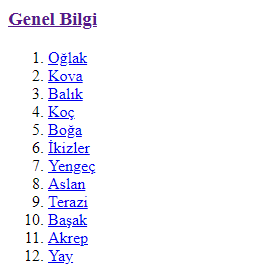 Genel Bilgi
1. Oğlak
2. Kova
3. Balık
4. Koç
5. Boğa
6. İkizler
7. Yengeç
8. Aslan
9. Terazi
10. Başak
11. Akrep
12. Yay